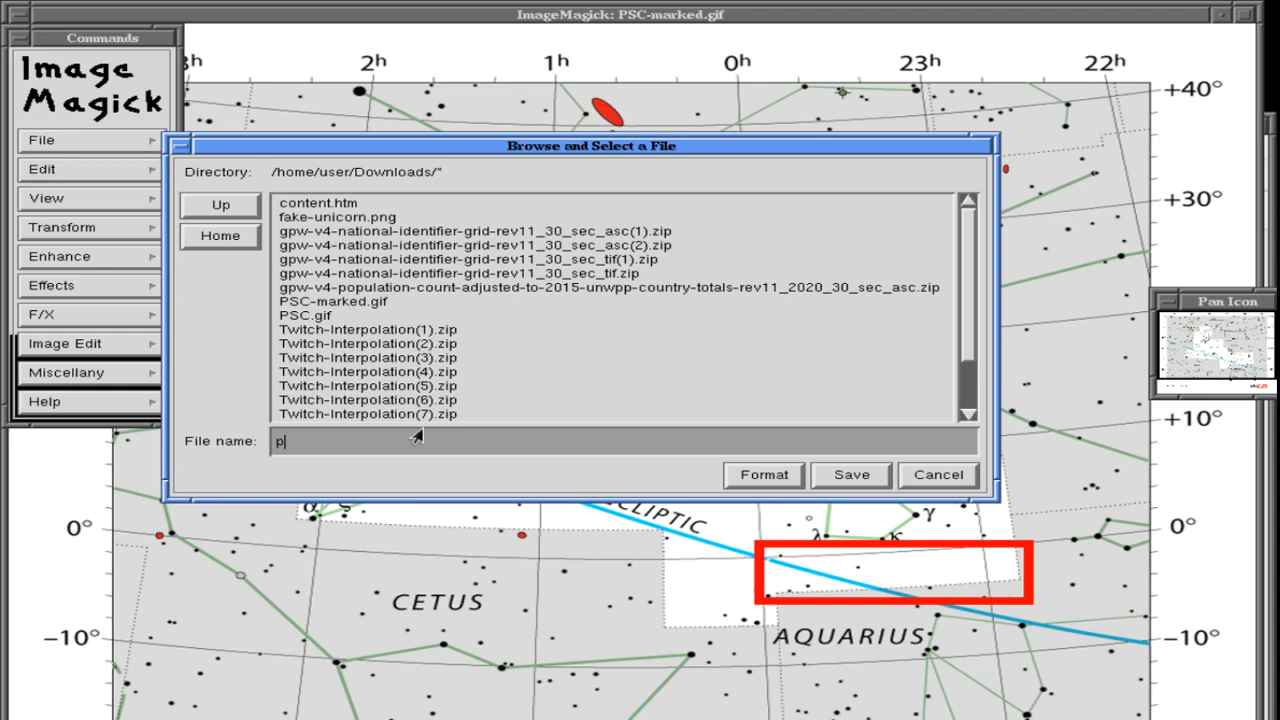 ImageMagick: PSC-marked.gif
Commands
Image
Magick
File
Edit
View
Transform
Enhance
Effects
F/X
Image Edit
Miscellany
Help
3h 2h 1h 0h 23h 22h
+40°
+30°
+10°
0° 0°
-10° -10°
Browse and Select a File
Directory: /home/user/Downloads/*
Up
Home
content.htm
fake-unicorn.png
gpw-v4-national-identifier-grid-rev11_30_sec_asc(1).zip
gpw-v4-national-identifier-grid-rev11_30_sec_asc(2).zip
gpw-v4-national-identifier-grid-rev11_30_sec_tif(1).zip
gpw-v4-national-identifier-grid-rev11_30_sec_tif.zip
gpw-v4-population-count-adjusted-to-2015-unwpp-country-totals-rev11_2020_30_sec_asc.zip
PSC-marked.gif
PSC.gif
Twitch-Interpolation(1).zip
Twitch-Interpolation(2).zip
Twitch-Interpolation(3).zip
Twitch-Interpolation(4).zip
Twitch-Interpolation(5).zip
Twitch-Interpolation(6).zip
Twitch-Interpolation(7).zip
File name: p
Format Save Cancel
Pan Icon
α ξ
ECLIPTIC
γ
λ κ
CETUS
AQUARIUS